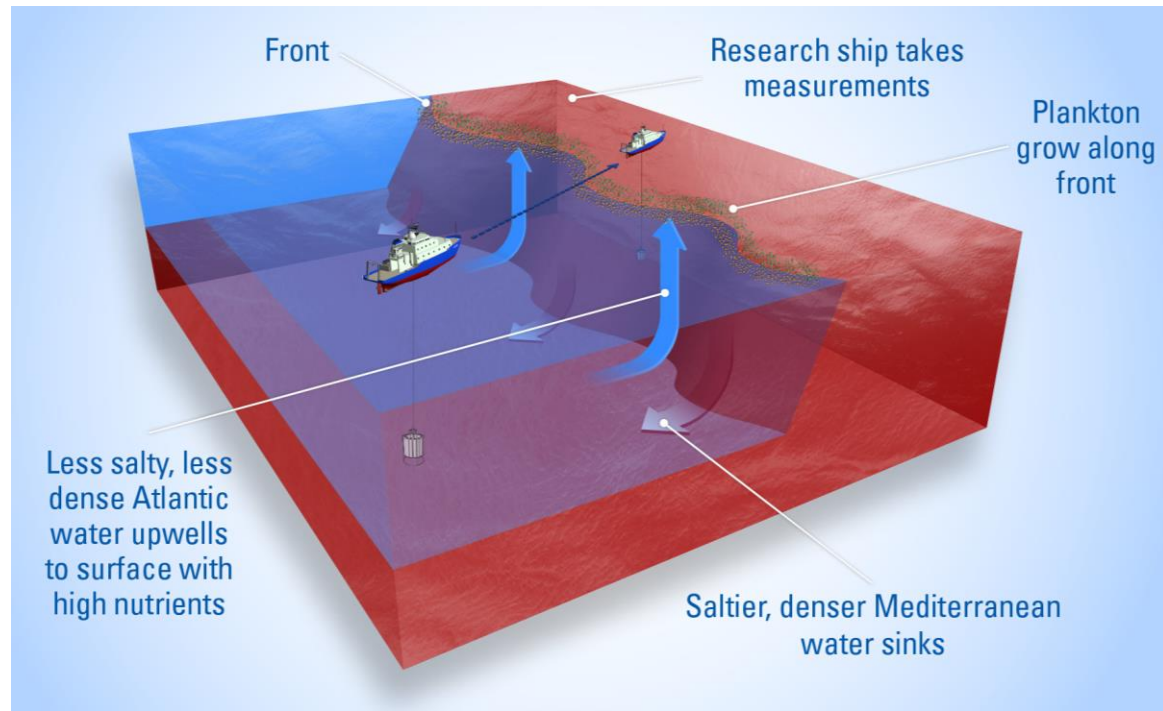 Front
Research ship takes
measurements
Plankton
grow along
front
Less salty, less
dense Atlantic
water upwells
to surface with
high nutrients
Saltier, denser Mediterranean
water sinks